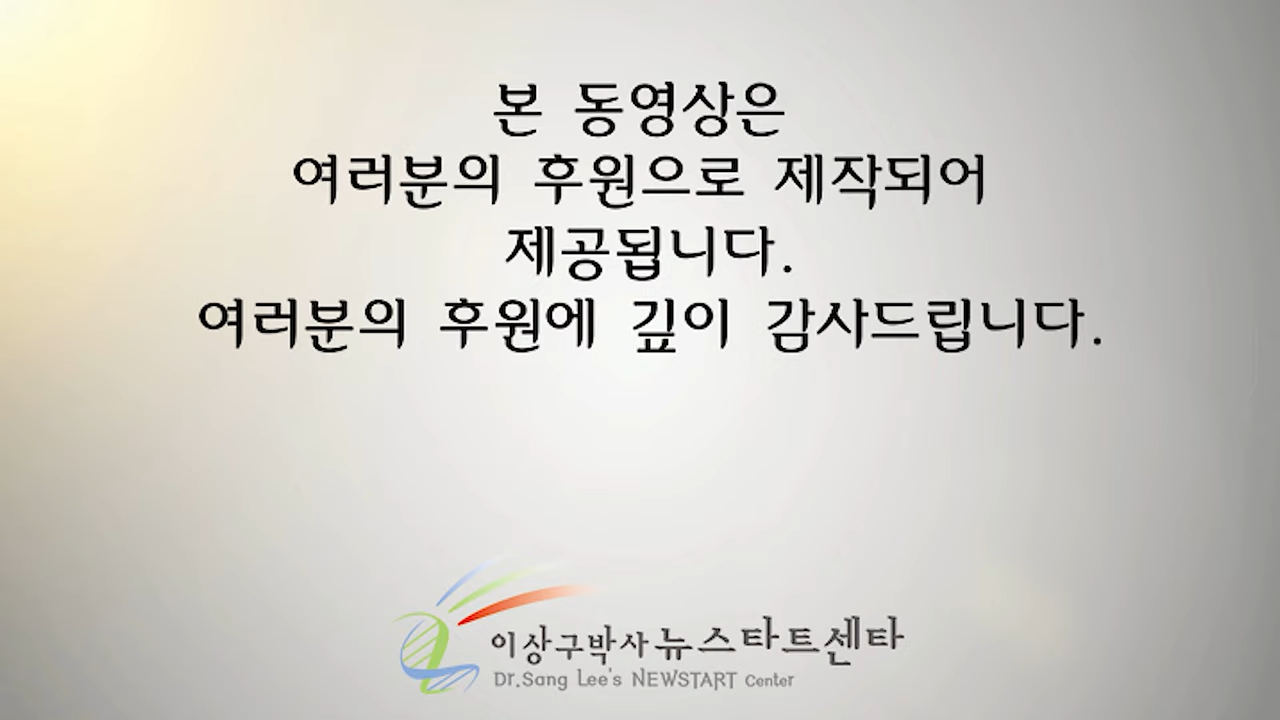 본 동영상은
여러분의 후원으로 제작되어
제공됩니다.
여러분의 후원에 깊이 감사드립니다.
이상구박사 뉴스타트센타
Dr.Sang Lee's NEWSTART Center